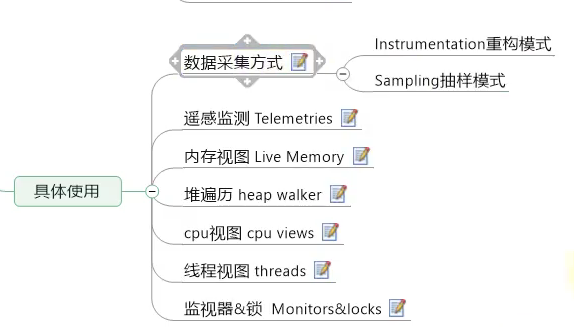 数据采集方式
Instrumentation重构模式
Sampling抽样模式
遥感监测 Telemetries
内存视图 Live Memory
堆遍历 heap walker
具体使用
cpu视图 cpu views
线程视图 threads
监视器&锁 Monitors&locks